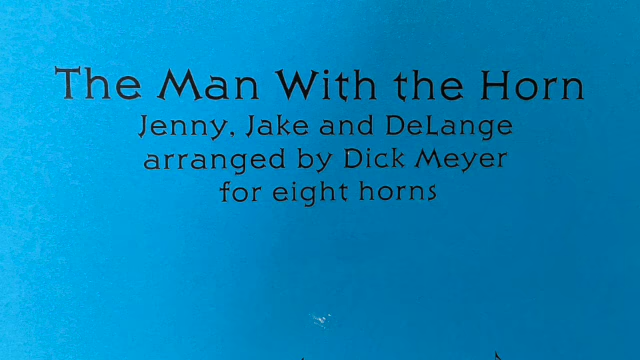 The Man With the Horn
Jenny, Jake and DeLange
arranged by Dick Meyer
for eight horns